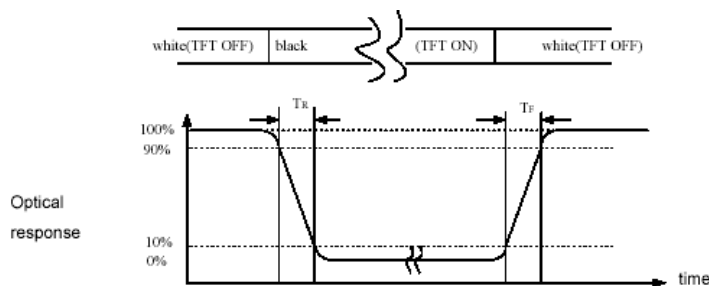 white(TFT OFF) black (TFT ON) white(TFT OFF)
TR TF
100%
90%
Optical
response
10%
0%
time